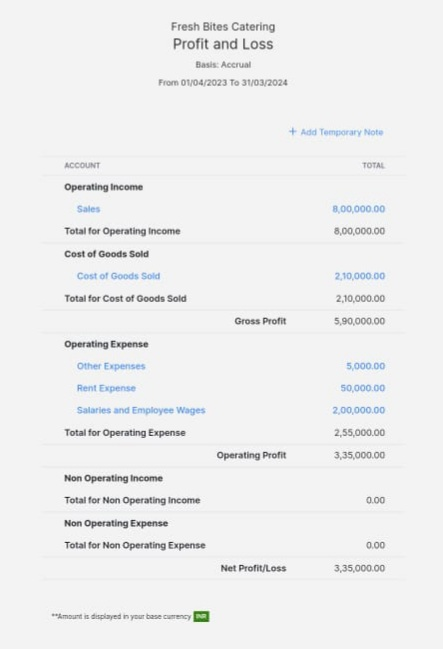 Fresh Bites Catering
Profit and Loss
Basis: Accrual
From 01/04/2023 To 31/03/2024
+ Add Temporary Note
ACCOUNT TOTAL
Operating Income
Sales 8,00,000.00
Total for Operating Income 8,00,000.00
Cost of Goods Sold
Cost of Goods Sold 2,10,000.00
Total for Cost of Goods Sold 2,10,000.00
Gross Profit 5,90,000.00
Operating Expense
Other Expenses 5,000.00
Rent Expense 50,000.00
Salaries and Employee Wages 2,00,000.00
Total for Operating Expense 2,55,000.00
Operating Profit 3,35,000.00
Non Operating Income
Total for Non Operating Income 0.00
Non Operating Expense
Total for Non Operating Expense 0.00
Net Profit/Loss 3,35,000.00
**Amount is displayed in your base currency INR